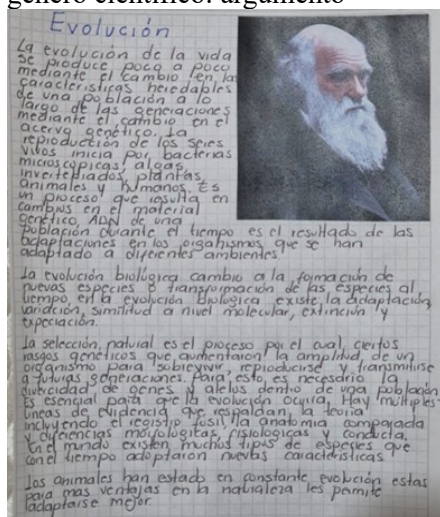 género científico: argumento
Evolución
La evolución de la vida
se produce poco a poco
mediante el cambio en las
características heredables
de una población a lo
largo de las generaciones
mediante el cambio en el
acervo genético. La
reproducción de los seres
vivos inicia por bacterias
microscópicas, algas,
invertebrados, plantas,
animales y humanos. Es
un proceso que resulta en
cambios en el material
genético ADN de una
población durante el tiempo es el resultado de las
adaptaciones en los organismos que se han
adaptado a diferentes ambientes.
La evolución biológica cambio a la formación de
nuevas especies o transformación de las especies al
tiempo, en la evolución Biologica existe, la adaptación,
variación, similitud a nivel molecular, extinción y
expeciación.
La selección, natural es el proceso por el cual, ciertos
rasgos genéticos que aumentaron la amplitud, de un
organismo para sobrevivir, reproducirse y transmitirse
a futuras generaciones. Para esto, es necesario la
divercidad de genes y alelos dentro de una población
Es esencial para que la evolución ocurra, Hay múltiples
líneas de evidencia que respaldan, la teoría
incluyendo el registro fosil, la anatomia comparada
y diferencias morfologitas, fisiologicas y conducta.
En el mundo existen muchos tipos de especies que
con el tiempo adoptaron nuevas caracteristicas
Los animales han estado en constante evolución estas
para mas ventajas en la naturaleza les permite
adaptarse mejor.